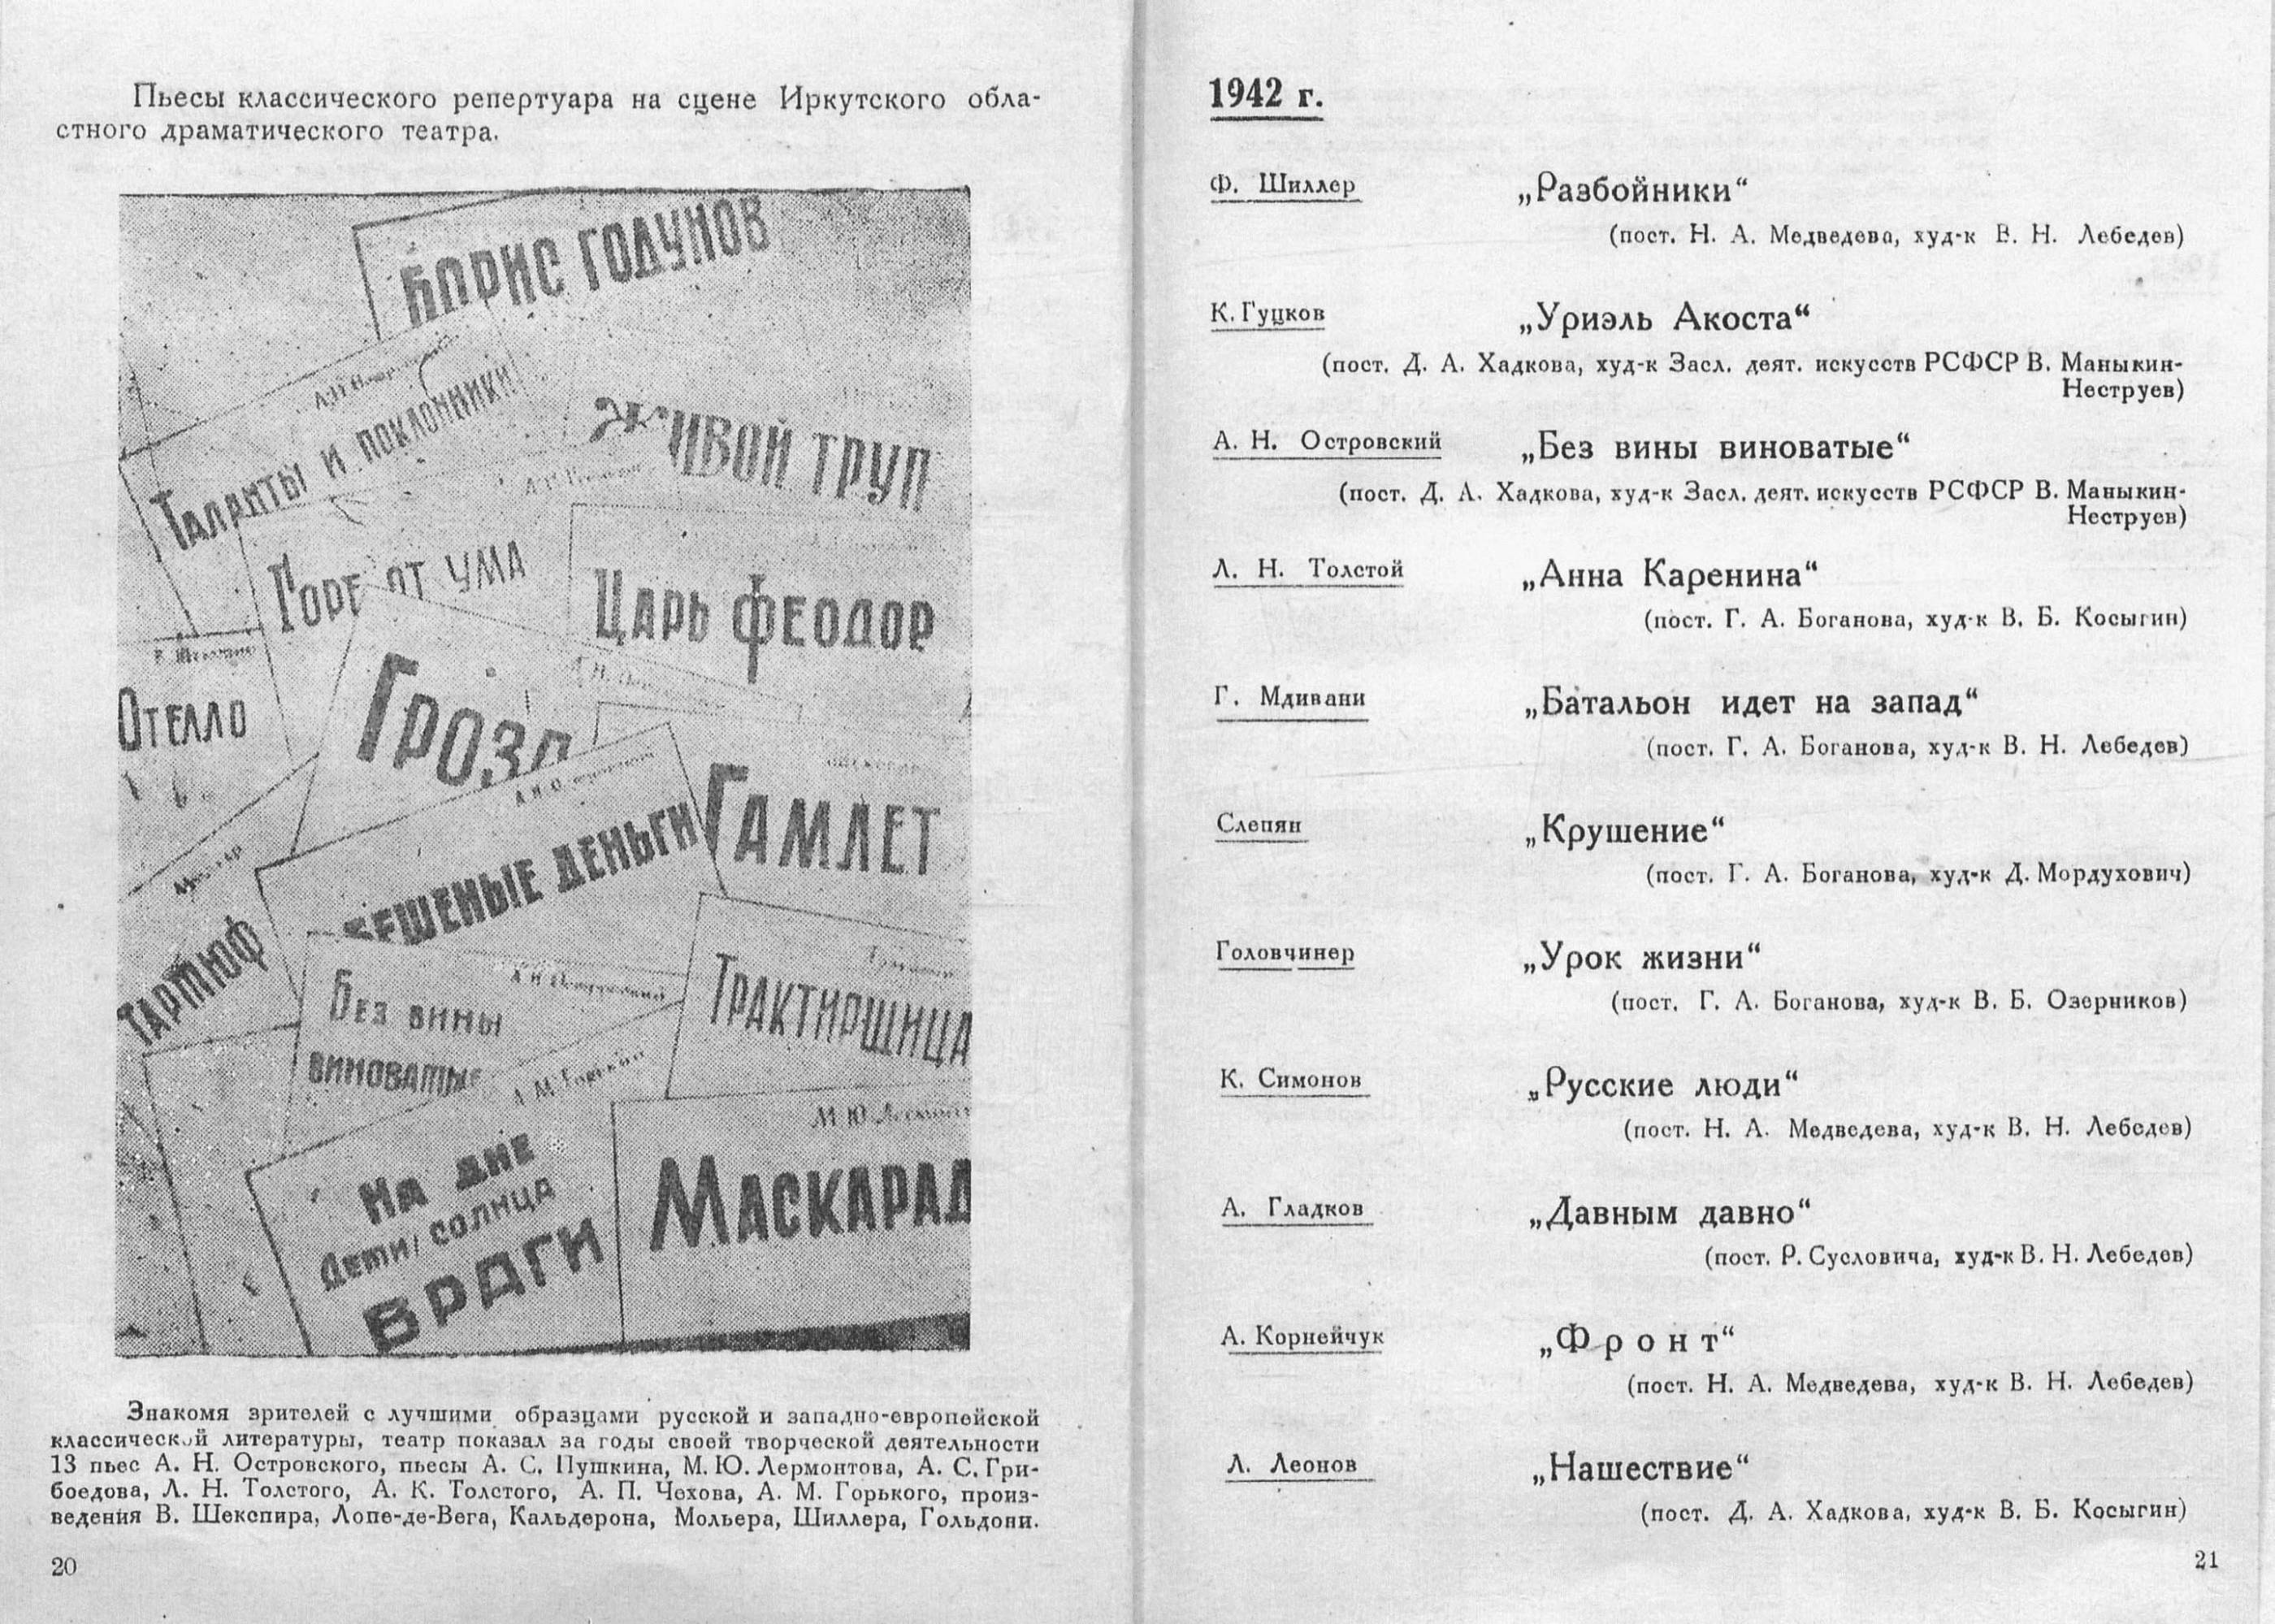 Пьесы классического репертуара на сцене Иркутского обла-
стного драматического театра.
БОРИС ГОДУНОВ
ТАЛАНТЫ И ПОКЛОННИКИ
ЖИВОЙ ТРУП
ГОРЕ ОТ УМА
ЦАРЬ ФЕОДОР
ОТЕЛЛО
ГРОЗА
БЕШЕНЫЕ ДЕНЬГИ
ГАМЛЕТ
ТАРТЮФ
А Н Островский
БЕЗ ВИНЫ
ВИНОВАТЫЕ
ТРАКТИРЩИЦА
А М Горький
НА ДНЕ
ДЕТИ СОЛНЦА
ВРАГИ
М Ю
МАСКАРАД
Знакомя зрителей с лучшими образцами русской и западно-европейской
классической литературы, театр показал за годы своей творческой деятельности
13 пьес А. Н. Островского, пьесы А. С. Пушкина, М. Ю. Лермонтова, А. С. Гри-
боедова, Л. Н. Толстого, А. К. Толстого, А. П. Чехова, А. М. Горького, произ-
ведения В. Шекспира, Лопе-де-Вега, Кальдерона, Мольера, Шиллера, Гольдони.
20
1942 г.
Ф. Шиллер „Разбойники“
(пост. Н. А. Медведева, худ-к В. Н. Лебедев)
К. Гуцков „Уриэль Акоста“
(пост. Д. А. Хадкова, худ-к Засл. деят. искусств РСФСР В. Маныкин-
Неструев)
А. Н. Островский „Без вины виноватые“
(пост. Д. А. Хадкова, худ-к Засл. деят. искусств РСФСР В. Маныкин-
Неструев)
Л. Н. Толстой „Анна Каренина“
(пост. Г. А. Боганова, худ-к В. Б. Косыгин)
Г. Мдивани „Батальон идет на запад“
(пост. Г. А. Боганова, худ-к В. Н. Лебедев)
Слепян „Крушение“
(пост. Г. А. Боганова, худ-к Д. Мордухович)
Головчинер „Урок жизни“
(пост. Г. А. Боганова, худ-к В. Б. Озерников)
К. Симонов „Русские люди“
(пост. Н. А. Медведева, худ-к В. Н. Лебедев)
А. Гладков „Давным давно“
(пост. Р. Сусловича, худ-к В. Н. Лебедев)
А. Корнейчук „Фронт“
(пост. Н. А. Медведева, худ-к В. Н. Лебедев)
Л. Леонов „Нашествие“
(пост. Д. А. Хадкова, худ-к В. Б. Косыгин)
21